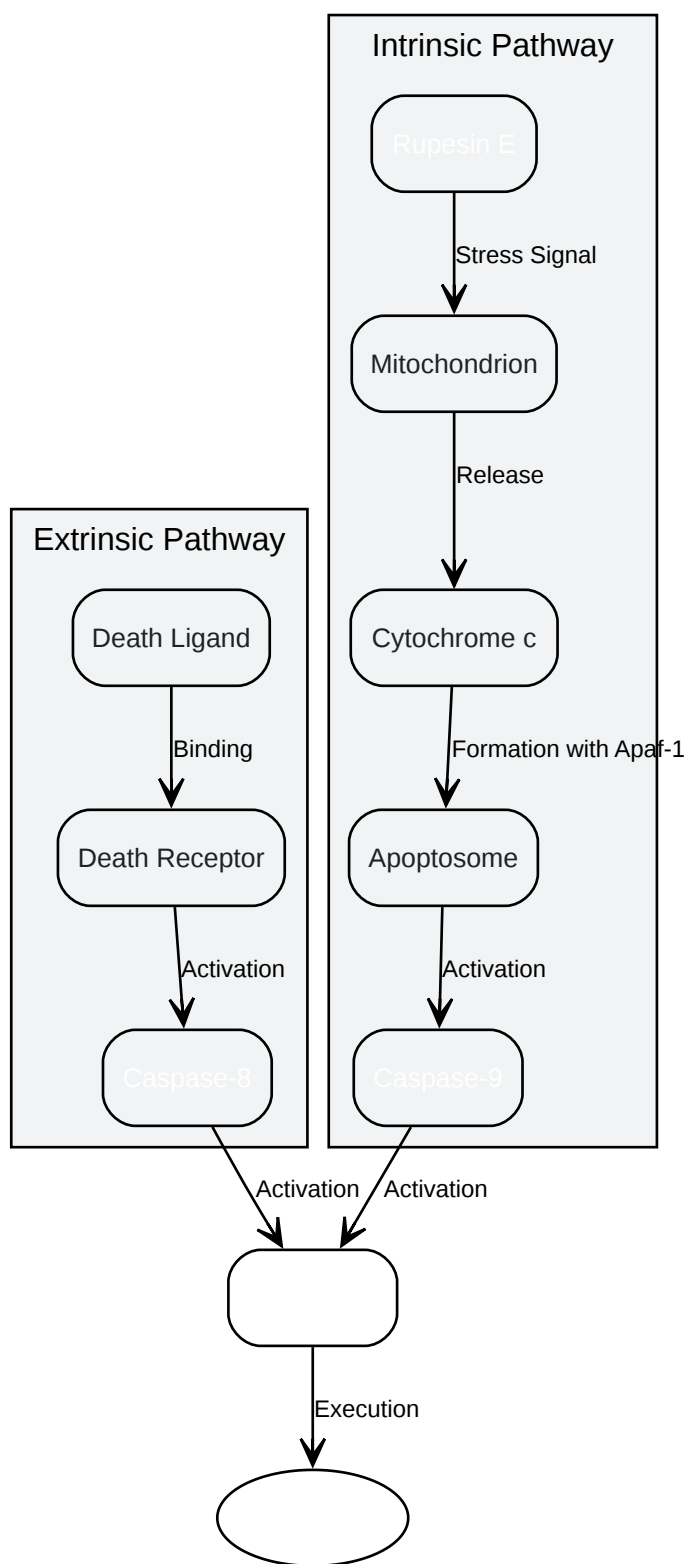 Intrinsic Pathway
Rupesin E
Stress Signal
Mitochondrion
Release
Extrinsic Pathway
Death Ligand
Cytochrome c
Binding
Formation with Apaf-1
Death Receptor
Apoptosome
Activation
Activation
Caspase-8
Caspase-9
Activation
Activation
Execution